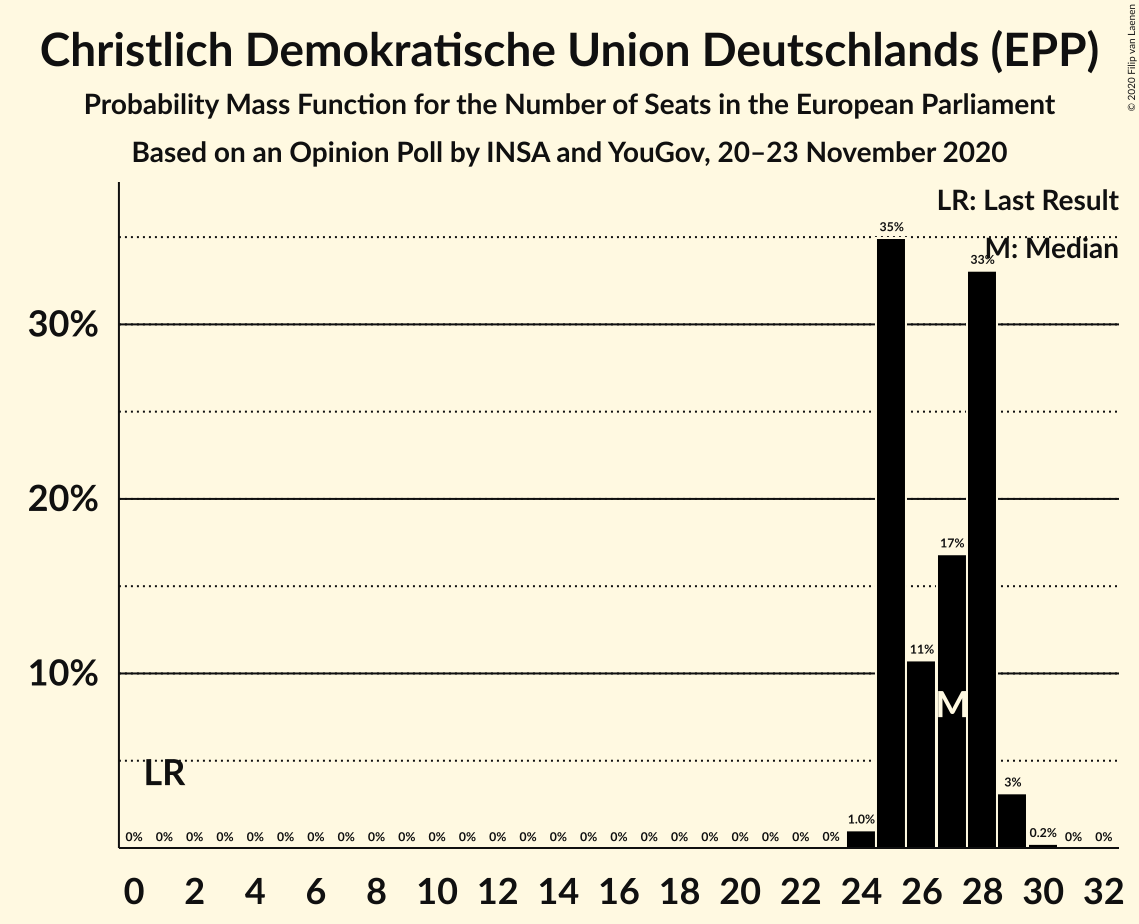 Christlich Demokratische Union Deutschlands (EPP)
Probability Mass Function for the Number of Seats in the European Parliament
Based on an Opinion Poll by INSA and YouGov, 20–23 November 2020
© 2020 Filip van Laenen
LR: Last Result
M: Median
30%
20%
10%
35%
33%
17%
11%
M
LR
0% 0% 0% 0% 0% 0% 0% 0% 0% 0% 0% 0% 0% 0% 0% 0% 0% 0% 0% 0% 0% 0% 0% 0% 1.0% 3% 0.2% 0% 0%
0 2 4 6 8 10 12 14 16 18 20 22 24 26 28 30 32